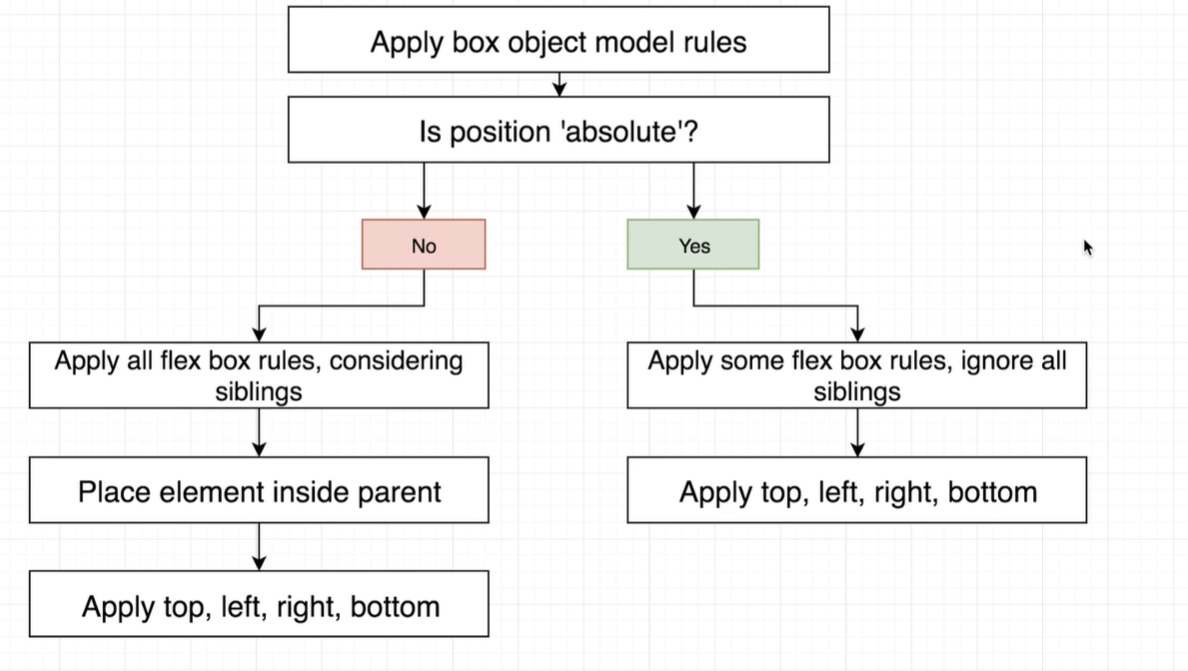 Apply box object model rules
Is position 'absolute'?
No
Yes
Apply all flex box rules, considering
siblings
Apply some flex box rules, ignore all
siblings
Place element inside parent
Apply top, left, right, bottom
Apply top, left, right, bottom